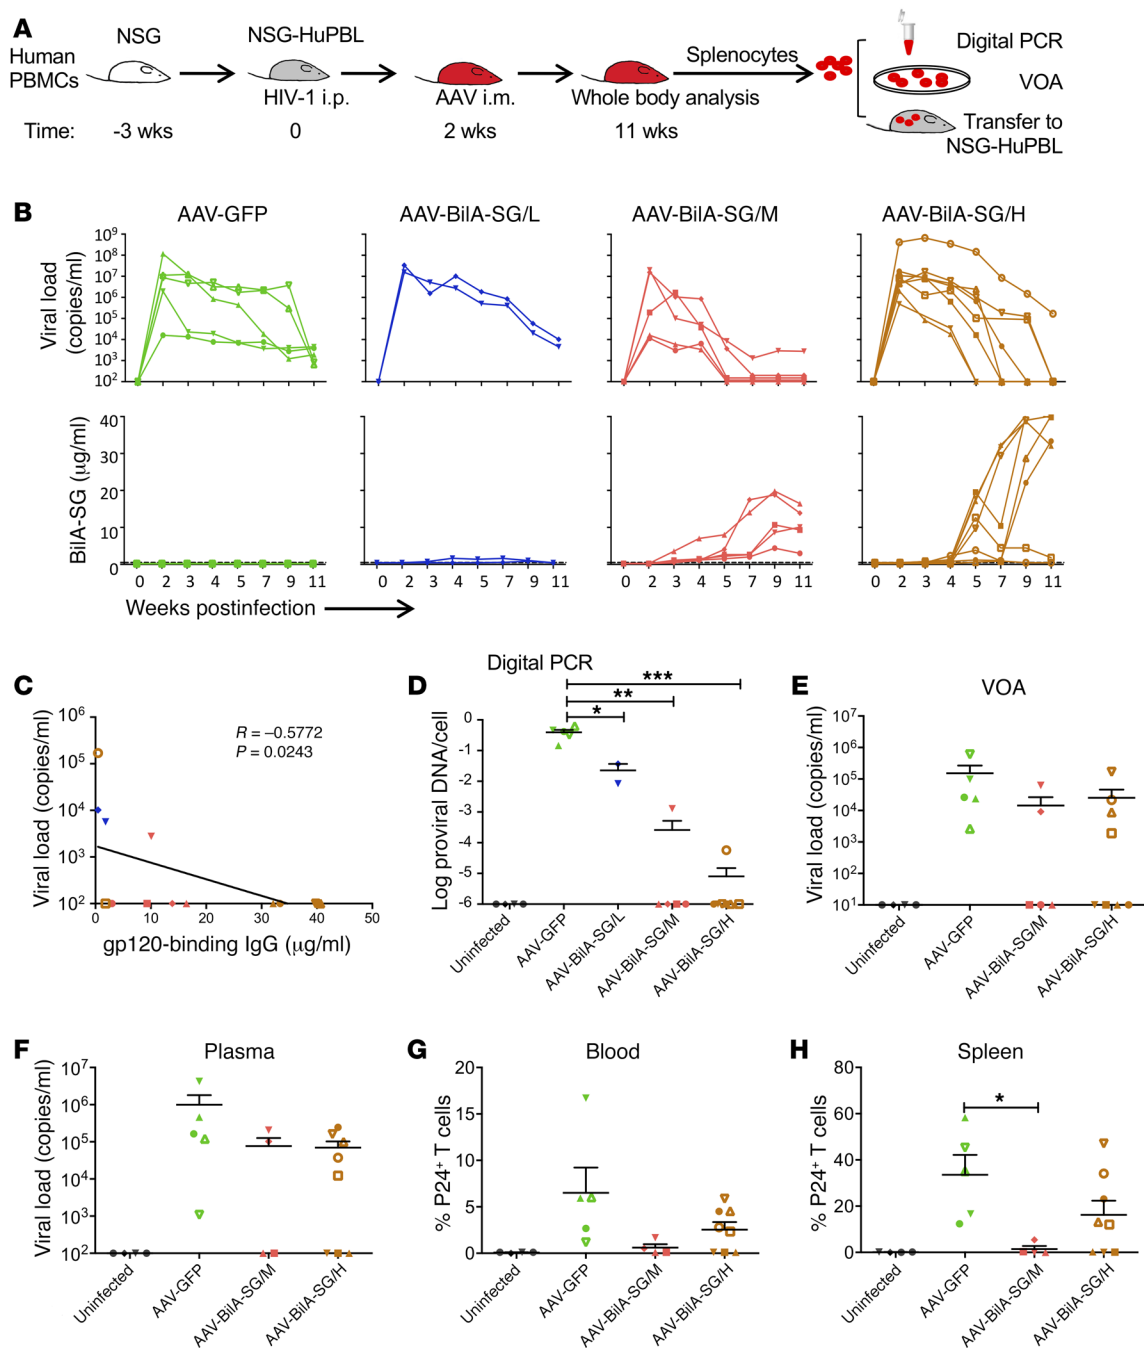 A
Human
PBMCs
NSG
NSG-HuPBL
HIV-1 i.p.
AAV i.m.
Whole body analysis
Splenocytes
Digital PCR
VOA
Transfer to
NSG-HuPBL
Time: -3 wks 0 2 wks 11 wks
B
AAV-GFP AAV-BilA-SG/L AAV-BilA-SG/M AAV-BilA-SG/H
Viral load
(copies/ml)
10⁹
10⁸
10⁷
10⁶
10⁵
10⁴
10³
10²
BilA-SG (μg/ml)
40
20
10
0
0 2 3 4 5 7 9 11
0 2 3 4 5 7 9 11
0 2 3 4 5 7 9 11
0 2 3 4 5 7 9 11
Weeks postinfection
C
R = –0.5772
P = 0.0243
Viral load (copies/ml)
10⁶
10⁵
10⁴
10³
10²
0 10 20 30 40 50
gp120-binding IgG (μg/ml)
D
Digital PCR
***
**
*
Log proviral DNA/cell
0
-1
-2
-3
-4
-5
-6
Uninfected
AAV-GFP
AAV-BilA-SG/L
AAV-BilA-SG/M
AAV-BilA-SG/H
E
VOA
Viral load (copies/ml)
10⁷
10⁶
10⁵
10⁴
10³
10²
10¹
Uninfected
AAV-GFP
AAV-BilA-SG/M
AAV-BilA-SG/H
F
Plasma
Viral load (copies/ml)
10⁷
10⁶
10⁵
10⁴
10³
10²
Uninfected
AAV-GFP
AAV-BilA-SG/M
AAV-BilA-SG/H
G
Blood
% P24⁺ T cells
20
15
10
5
0
Uninfected
AAV-GFP
AAV-BilA-SG/M
AAV-BilA-SG/H
H
Spleen
*
% P24⁺ T cells
80
60
40
20
0
Uninfected
AAV-GFP
AAV-BilA-SG/M
AAV-BilA-SG/H